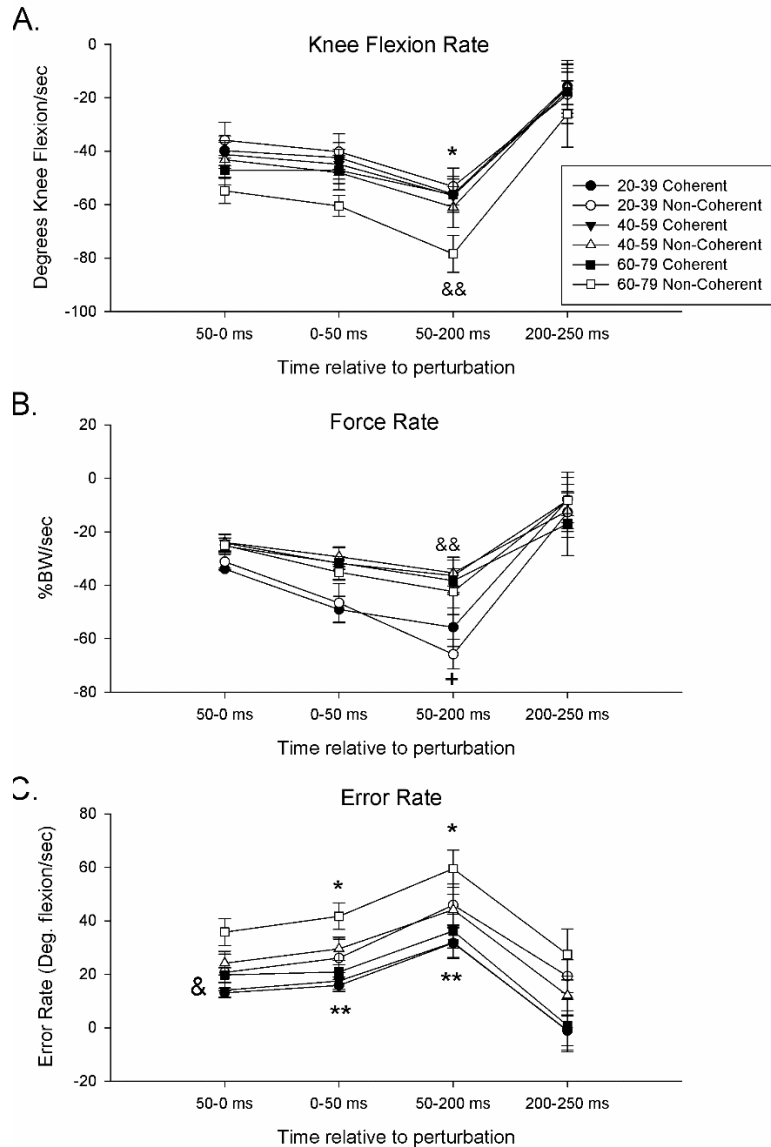 A.
Knee Flexion Rate
0
-20
-40
-60
-80
-100
Degrees Knee Flexion/sec
*
&&
50-0 ms 0-50 ms 50-200 ms 200-250 ms
Time relative to perturbation
20-39 Coherent
20-39 Non-Coherent
40-59 Coherent
40-59 Non-Coherent
60-79 Coherent
60-79 Non-Coherent
B.
Force Rate
20
0
-20
-40
-60
-80
%BW/sec
&&
+
50-0 ms 0-50 ms 50-200 ms 200-250 ms
Time relative to perturbation
C.
Error Rate
80
60
40
20
0
-20
Error Rate (Deg. flexion/sec)
* *
&
** **
50-0 ms 0-50 ms 50-200 ms 200-250 ms
Time relative to perturbation